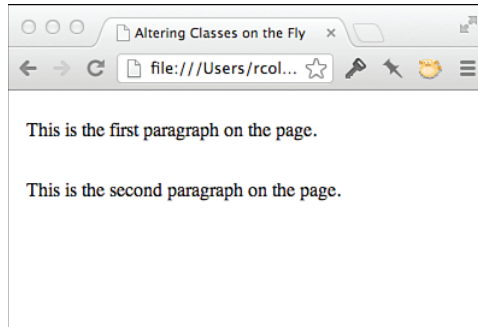 Altering Classes on the Fly
file:///Users/rcol...
This is the first paragraph on the page.
This is the second paragraph on the page.